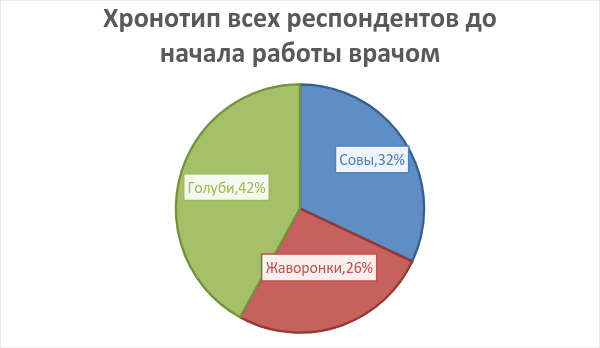 Хронотип всех респондентов до
начала работы врачом
Совы,32%
Голуби,42%
Жаворонки,26%